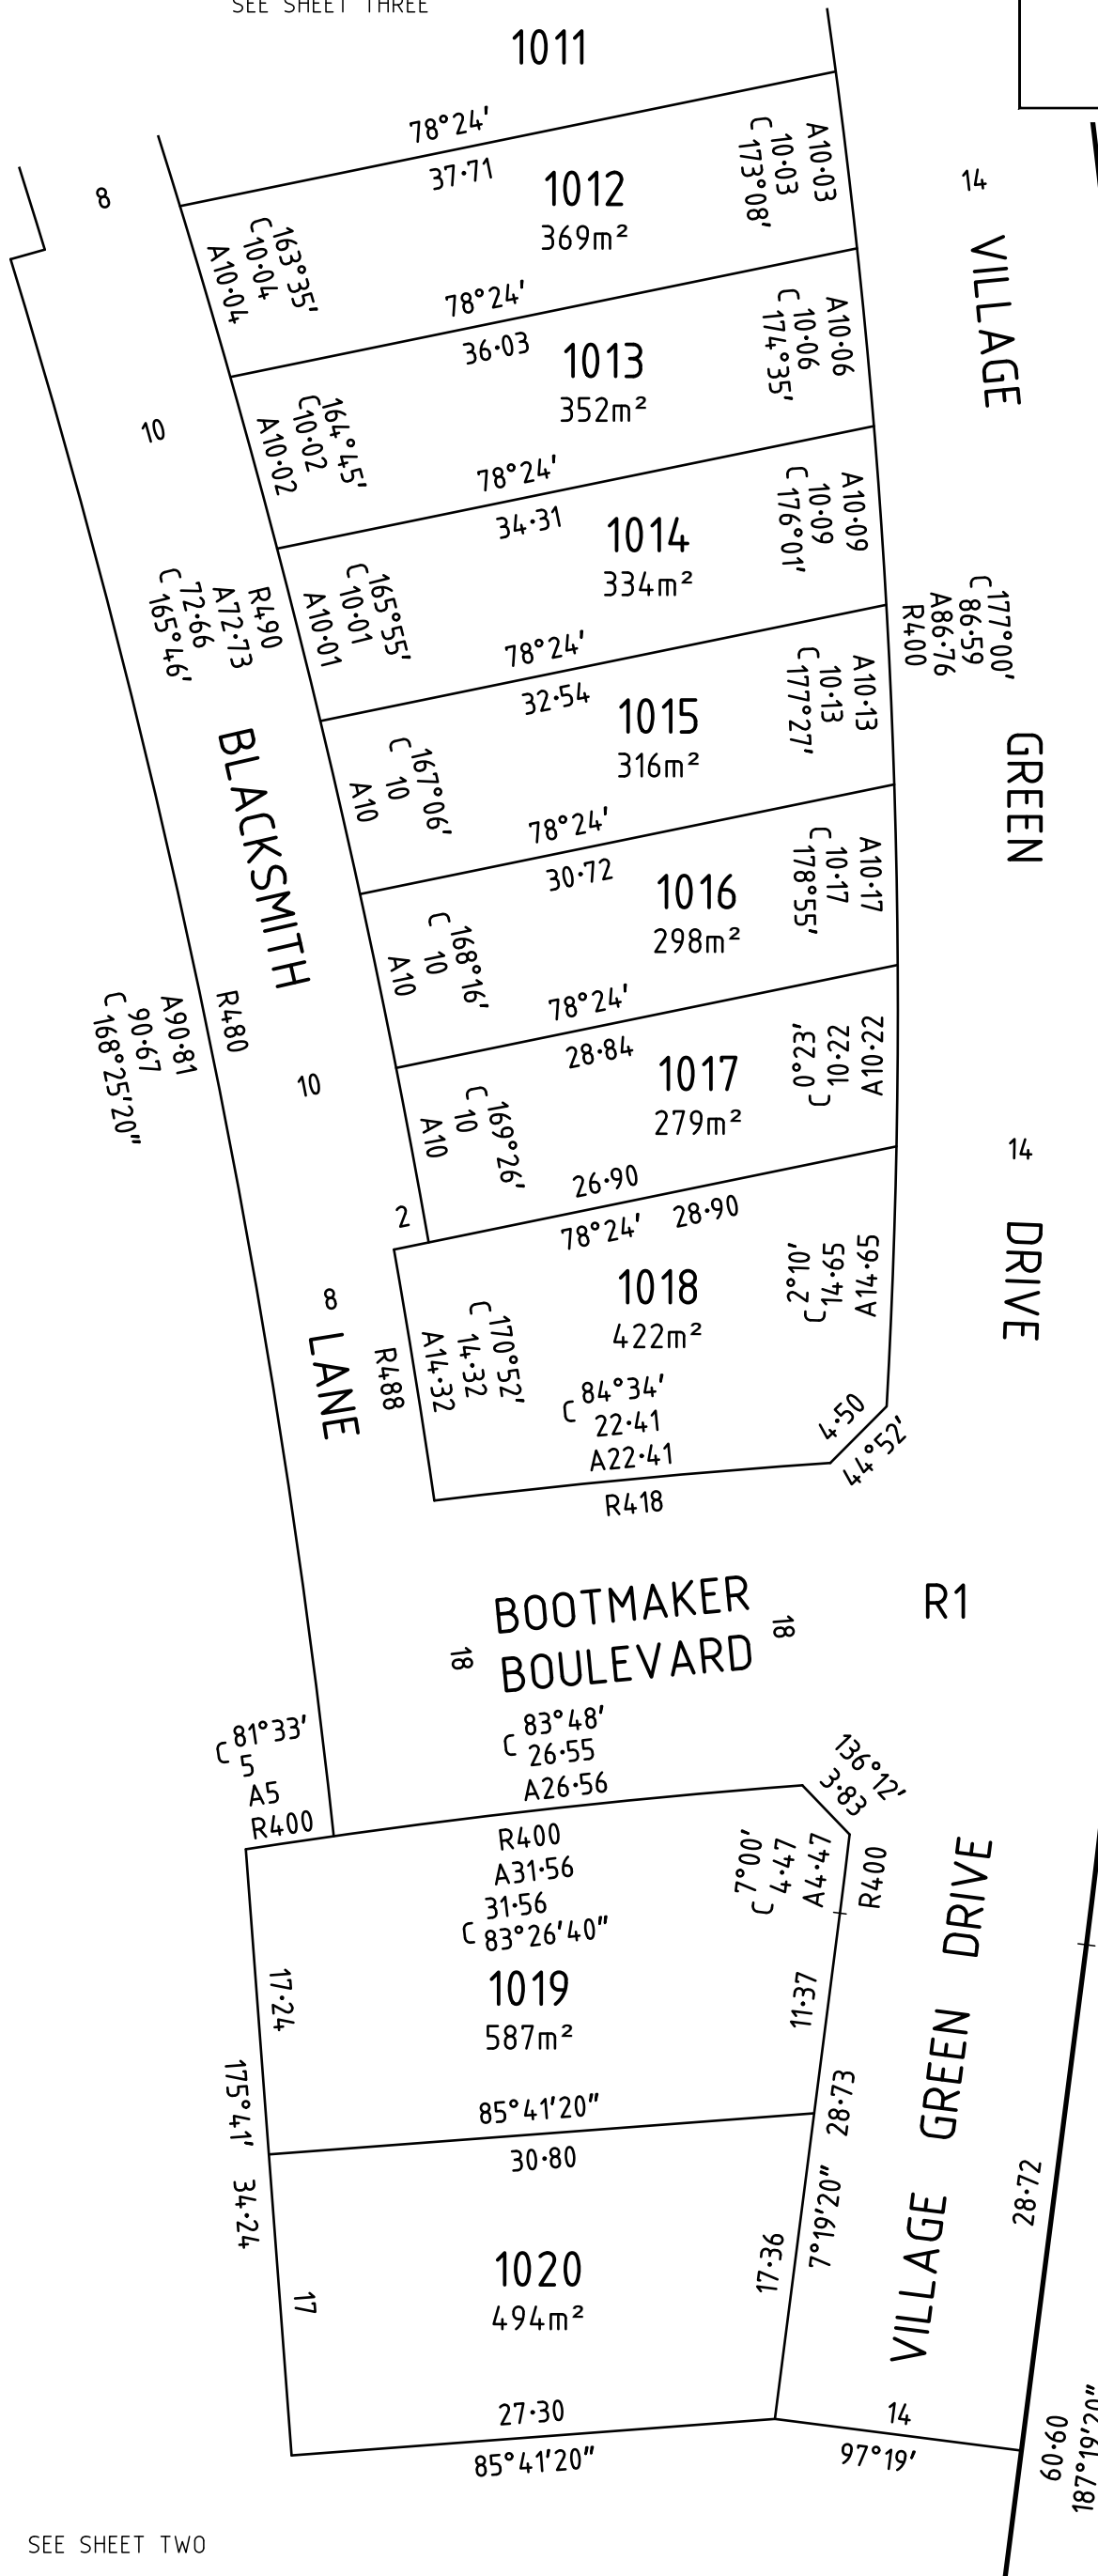 SEE SHEET THREE
1011
78°24′
37·71
1012
369m²
A10·03
10·03
C 173°08′
8
163°35′
C 10·04
A10·04
14
VILLAGE
78°24′
36·03
1013
352m²
A10·06
10·06
C 174°35′
10
164°45′
C 10·02
A10·02
78°24′
34·31
1014
334m²
A10·09
10·09
C 176°01′
R490
A72·73
72·66
C 165°46′
165°55′
C 10·01
A10·01
177°00′
C 86·59
A86·76
R400
78°24′
32·54
1015
316m²
A10·13
10·13
C 177°27′
BLACKSMITH
GREEN
167°06′
C 10
A10
78°24′
30·72
1016
298m²
A10·17
10·17
C 178°55′
168°16′
C 10
A10
R480
A90·81
90·67
C 168°25′20″
78°24′
28·84
1017
279m²
A10·22
10·22
C 0°23′
10
169°26′
C 10
A10
14
DRIVE
2
26·90
78°24′ 28·90
1018
422m²
A14·65
14·65
C 2°10′
8
LANE
R488
170°52′
C 14·32
A14·32
C 84°34′
22·41
A22·41
R418
4·50
44°52′
BOOTMAKER
BOULEVARD
18
18
R1
C 81°33′
5
A5
R400
C 83°48′
26·55
A26·56
136°12′
3·83
R400
A31·56
31·56
C 83°26′40″
7°00′
C 4·47
A4·47
R400
1019
587m²
17·24
11·37
VILLAGE GREEN DRIVE
175°41′ 34·24
85°41′20″
30·80
28·73
7°19′20″
28·72
1020
494m²
17
17·36
27·30
85°41′20″
14
97°19′
60·60
187°19′20″
SEE SHEET TWO